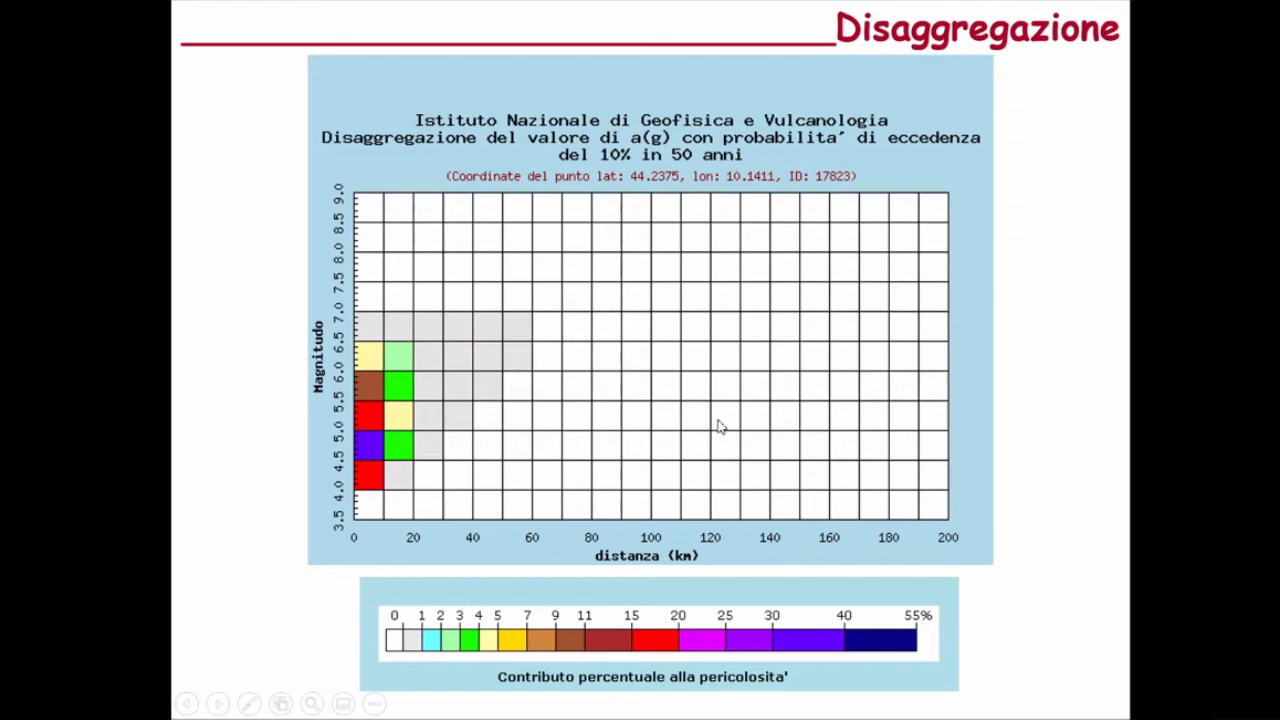 Disaggregazione
Istituto Nazionale di Geofisica e Vulcanologia
Disaggregazione del valore di a(g) con probabilita' di eccedenza
del 10% in 50 anni
(Coordinate del punto lat: 44.2375, lon: 10.1411, ID: 17823)
Magnitudo
9.0
8.5
8.0
7.5
7.0
6.5
6.0
5.5
5.0
4.5
4.0
3.5
0 20 40 60 80 100 120 140 160 180 200
distanza (km)
0 1 2 3 4 5 7 9 11 15 20 25 30 40 55%
Contributo percentuale alla pericolosita'